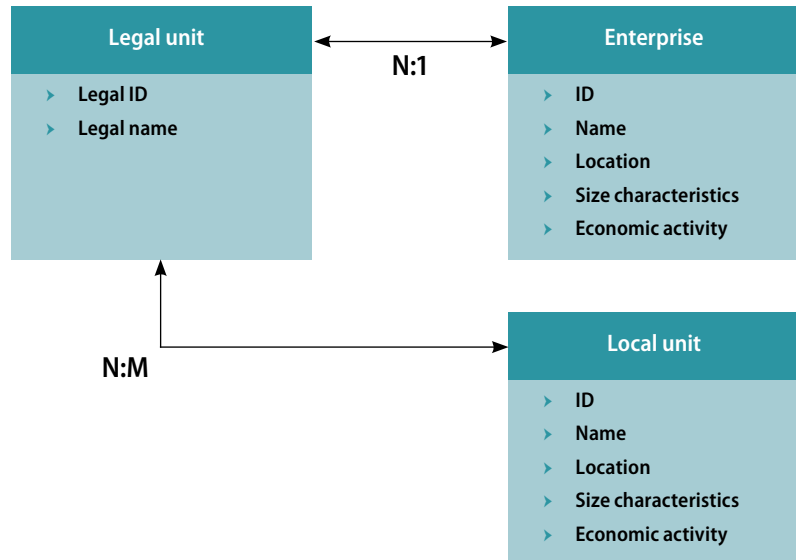 Legal unit
Legal ID
Legal name
N:1
Enterprise
ID
Name
Location
Size characteristics
Economic activity
N:M
Local unit
ID
Name
Location
Size characteristics
Economic activity